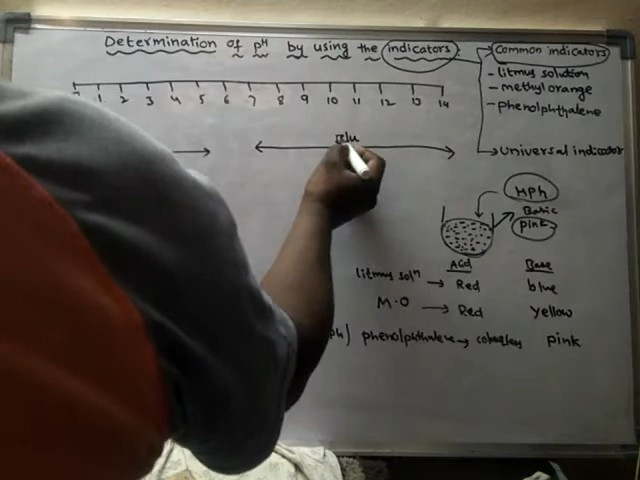 Determination of pH by using the indicators
Common indicators
- litmus solution
- methyl orange
- phenolphthalene
Universal indicator
1 2 3 4 5 6 7 8 9 10 11 12 13 14
HPh
Basic
pink
Acid Base
litmus solⁿ → Red blue
M.O → Red Yellow
ph) phenolphthalene → pink